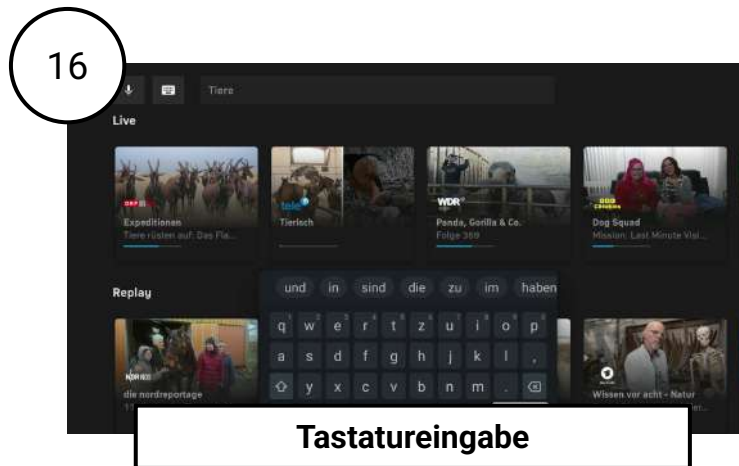 16
Tiere
Live
ORF III
tele
WDR
Expeditionen
Tiere rüsten auf: Das Fla...
Tierisch
Panda, Gorilla & Co.
Folge 369
Dog Squad
Mission: Last Minute Visi...
Replay
und in sind die zu im haben
q w e r t z u i o p
a s d f g h j k l ,
y x c v b n m .
NDR
die nordreportage
Wissen vor acht - Natur
Tastatureingabe